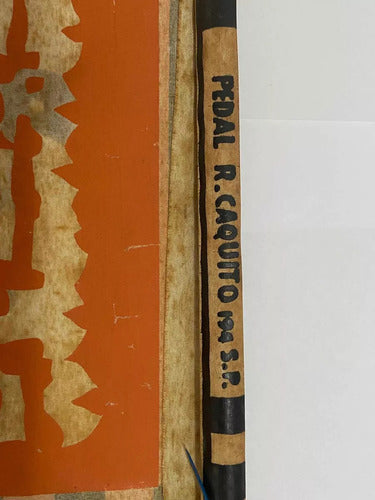 PEDAL R. CAQUITO 194 S.P.